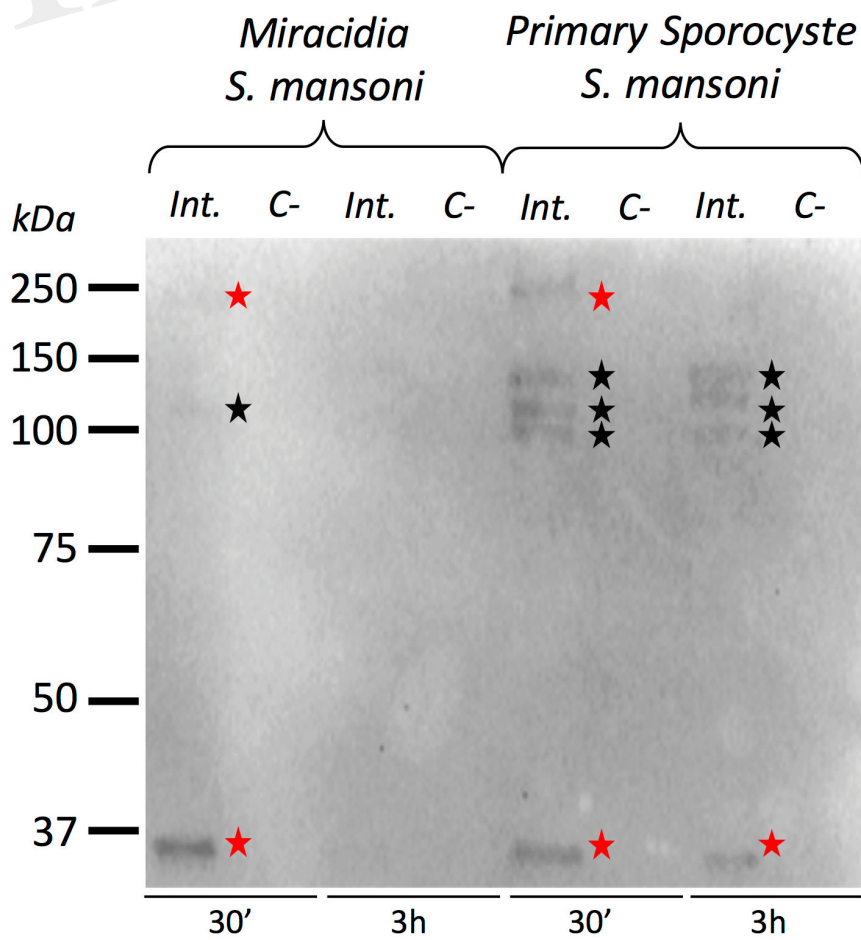 Miracidia
S. mansoni
Primary Sporocyste
S. mansoni
kDa
Int. C- Int. C- Int. C- Int. C-
250
150
100
75
50
37
30’ 3h 30’ 3h